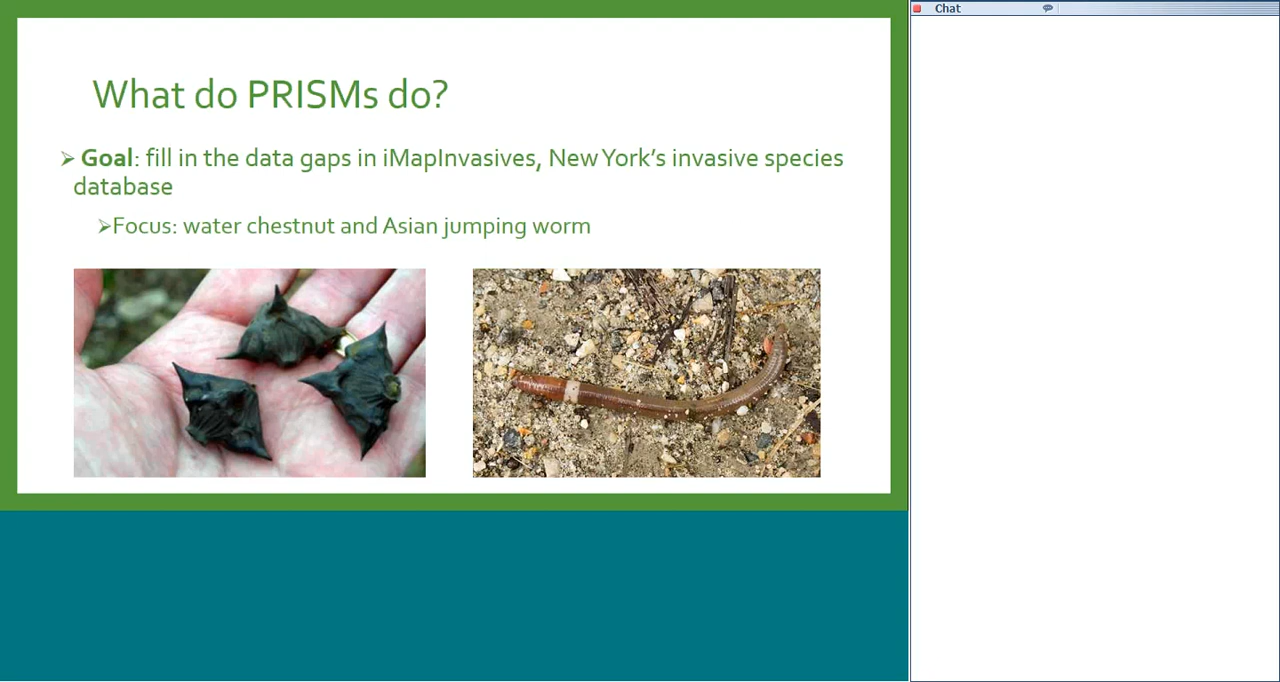 What do PRISMs do?
➢ Goal: fill in the data gaps in iMapInvasives, New York’s invasive species
database
➢Focus: water chestnut and Asian jumping worm
Chat